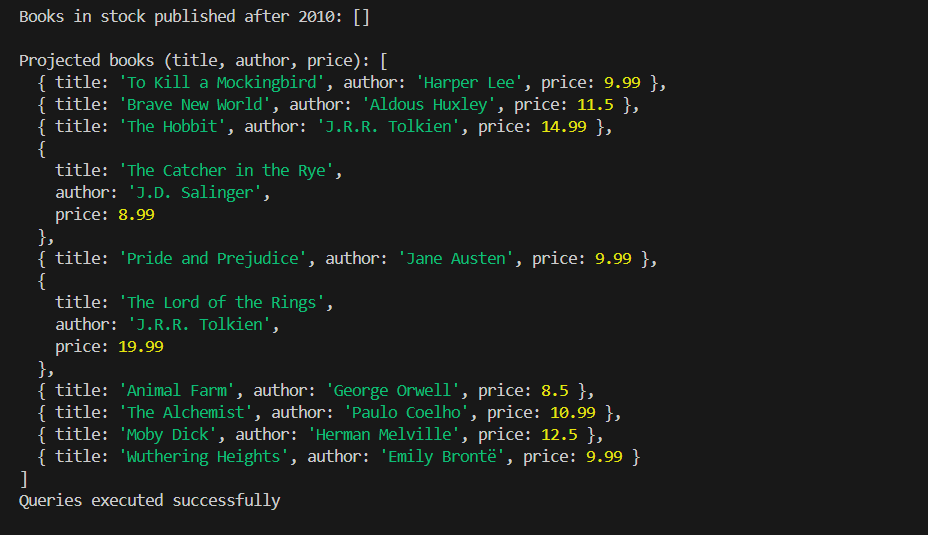 Books in stock published after 2010: []
Projected books (title, author, price): [
{ title: 'To Kill a Mockingbird', author: 'Harper Lee', price: 9.99 },
{ title: 'Brave New World', author: 'Aldous Huxley', price: 11.5 },
{ title: 'The Hobbit', author: 'J.R.R. Tolkien', price: 14.99 },
{
title: 'The Catcher in the Rye',
author: 'J.D. Salinger',
price: 8.99
},
{ title: 'Pride and Prejudice', author: 'Jane Austen', price: 9.99 },
{
title: 'The Lord of the Rings',
author: 'J.R.R. Tolkien',
price: 19.99
},
{ title: 'Animal Farm', author: 'George Orwell', price: 8.5 },
{ title: 'The Alchemist', author: 'Paulo Coelho', price: 10.99 },
{ title: 'Moby Dick', author: 'Herman Melville', price: 12.5 },
{ title: 'Wuthering Heights', author: 'Emily Brontë', price: 9.99 }
]
Queries executed successfully